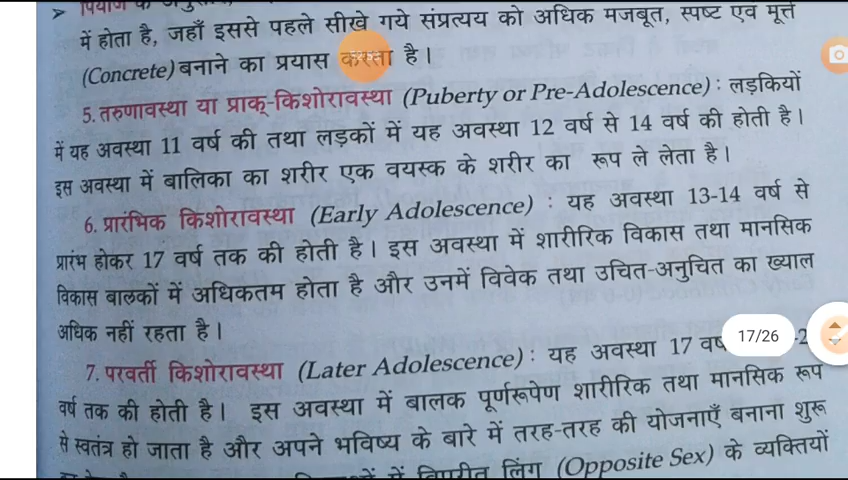 में होता है, जहाँ इससे पहले सीखे गये संप्रत्यय को अधिक मजबूत, स्पष्ट एवं मूर्त्त
(Concrete) बनाने का प्रयास करता है।
5. तरुणावस्था या प्राक्-किशोरावस्था (Puberty or Pre-Adolescence) : लड़कियों
में यह अवस्था 11 वर्ष की तथा लड़कों में यह अवस्था 12 वर्ष से 14 वर्ष की होती है।
इस अवस्था में बालिका का शरीर एक वयस्क के शरीर का रूप ले लेता है।
6. प्रारंभिक किशोरावस्था (Early Adolescence) : यह अवस्था 13-14 वर्ष से
प्रारंभ होकर 17 वर्ष तक की होती है। इस अवस्था में शारीरिक विकास तथा मानसिक
विकास बालकों में अधिकतम होता है और उनमें विवेक तथा उचित-अनुचित का ख्याल
अधिक नहीं रहता है।
17/26
7. परवर्ती किशोरावस्था (Later Adolescence) : यह अवस्था 17
वर्ष तक की होती है। इस अवस्था में बालक पूर्णरूपेण शारीरिक तथा मानसिक रूप
से स्वतंत्र हो जाता है और अपने भविष्य के बारे में तरह-तरह की योजनाएँ बनाना शुरू
में विपरीत लिंग (Opposite Sex) के व्यक्तियों